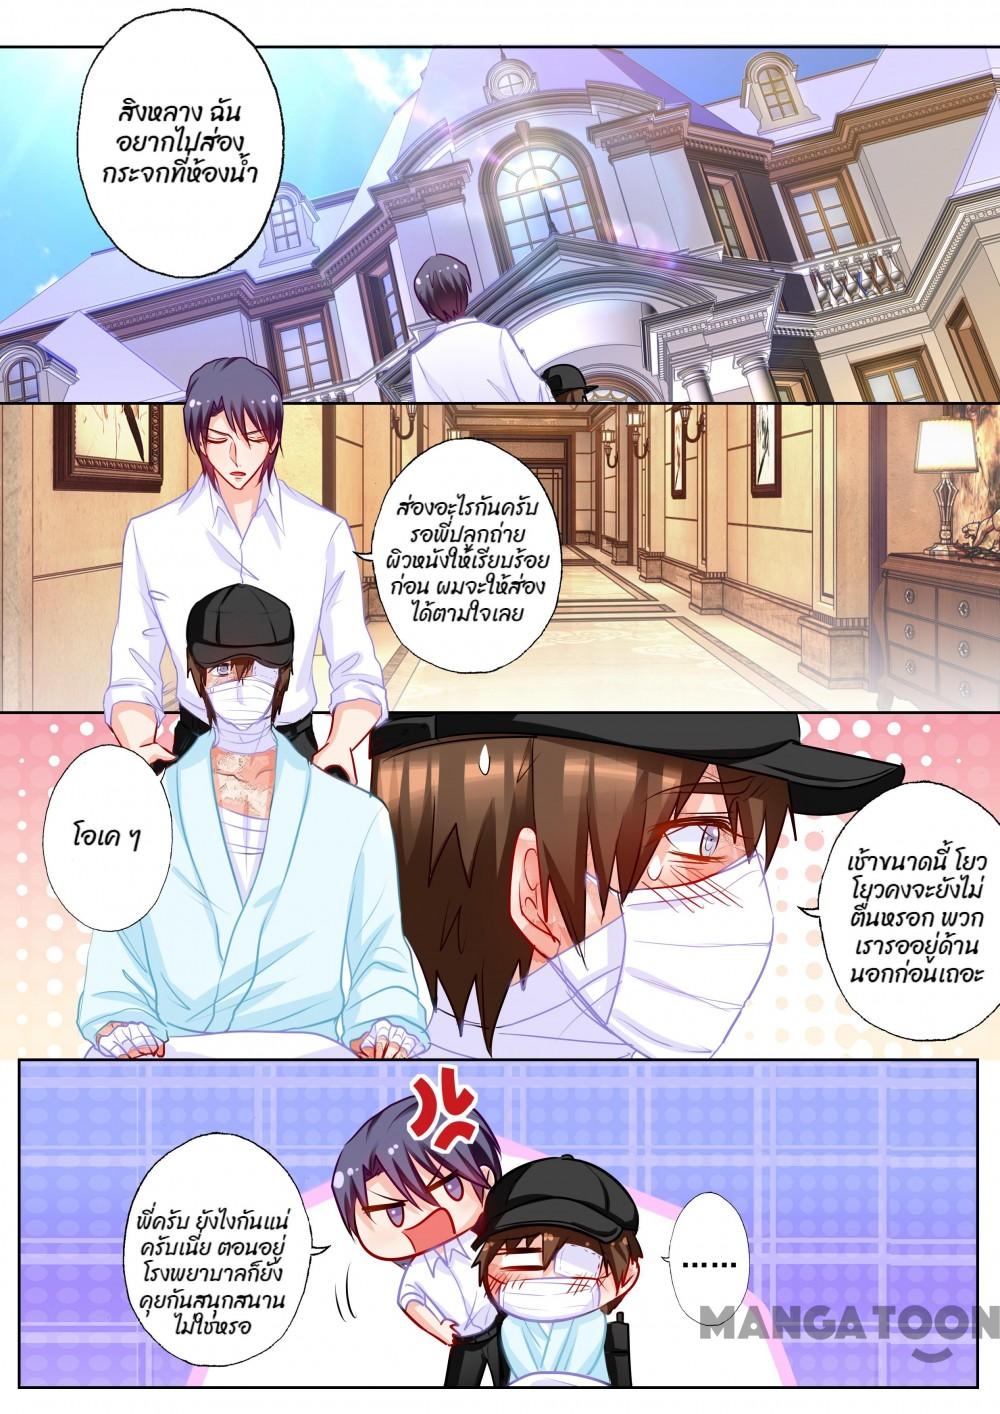 สิงหลาง ฉัน
อยากไปส่อง
กระจกที่ห้องน้ำ
ส่องอะไรกันครับ
รอพี่ปลูกถ่าย
ผิวหนังให้เรียบร้อย
ก่อน ผมจะให้ส่อง
ได้ตามใจเลย
โอเค ๆ
เช้าขนาดนี้ โยว
โยวคงจะยังไม่
ตื่นหรอก พวก
เรารออยู่ด้าน
นอกก่อนเถอะ
พี่ครับ ยังไงกันแน่
ครับเนี่ย ตอนอยู่
โรงพยาบาลก็ยัง
คุยกันสนุกสนาน
ไม่ใช่หรอ
......
MANGATOON